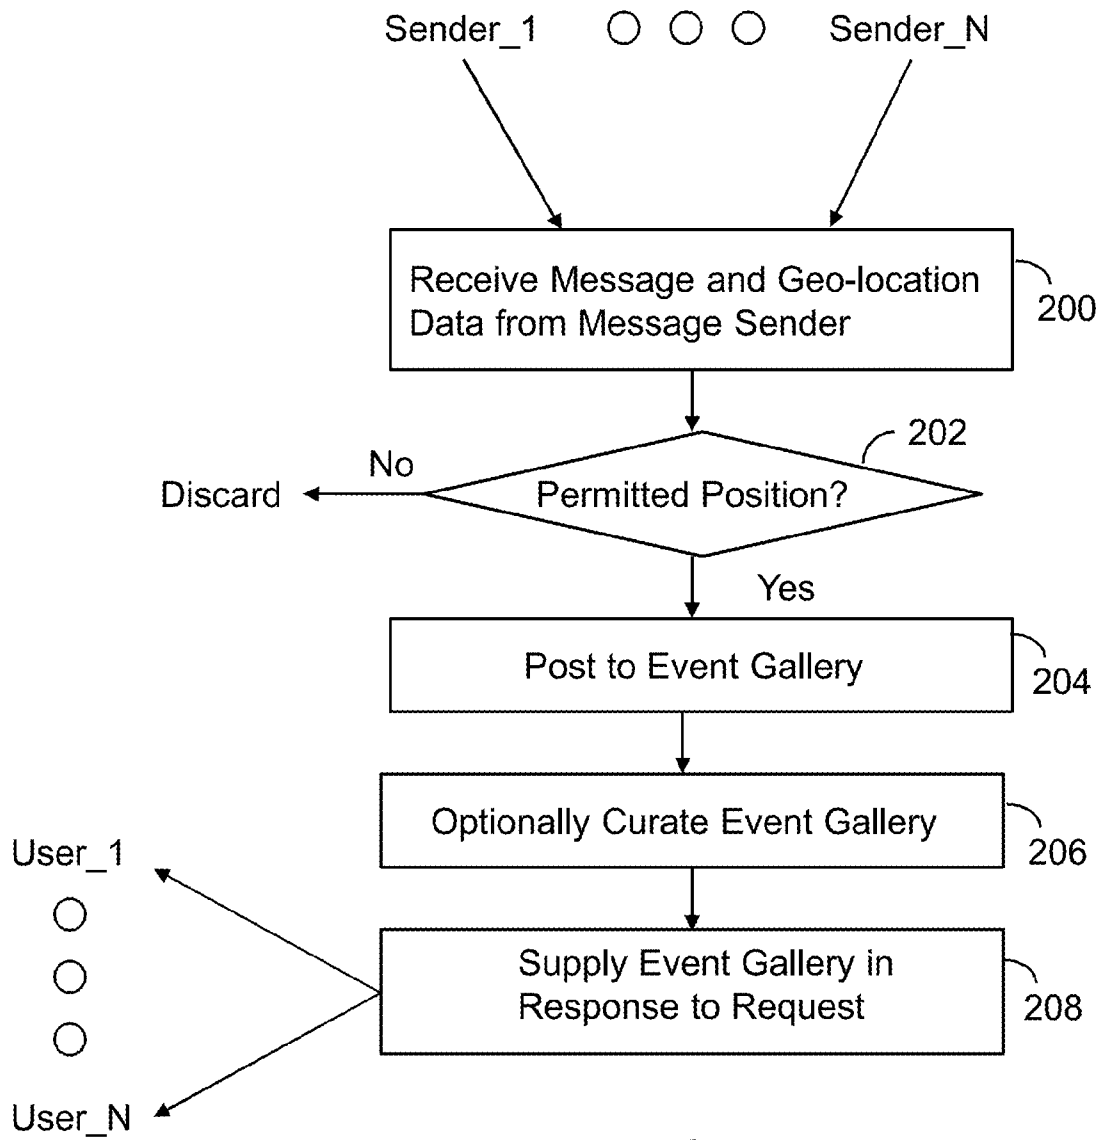 Sender_1
Sender_N
Receive Message and Geo-location
Data from Message Sender
200
202
No
Discard
Permitted Position?
Yes
Post to Event Gallery
204
Optionally Curate Event Gallery
206
User_1
Supply Event Gallery in
Response to Request
208
User_N